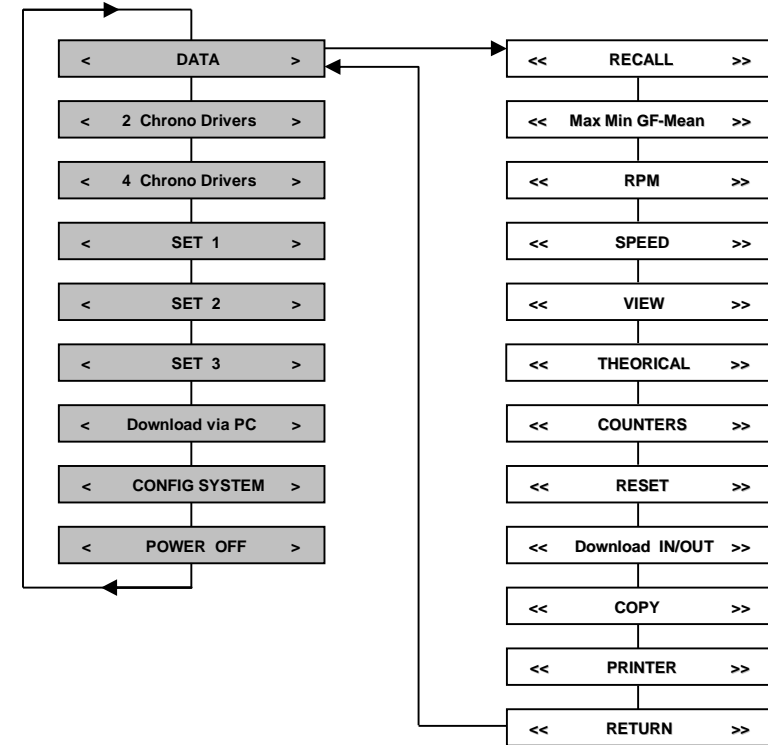 < DATA >
< 2 Chrono Drivers >
< 4 Chrono Drivers >
< SET 1 >
< SET 2 >
< SET 3 >
< Download via PC >
< CONFIG SYSTEM >
< POWER OFF >
<< RECALL >>
<< Max Min GF-Mean >>
<< RPM >>
<< SPEED >>
<< VIEW >>
<< THEORICAL >>
<< COUNTERS >>
<< RESET >>
<< Download IN/OUT >>
<< COPY >>
<< PRINTER >>
<< RETURN >>